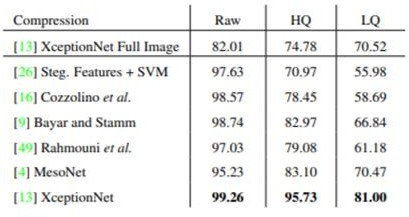 Compression Raw HQ LQ
[13] XceptionNet Full Image 82.01 74.78 70.52
[26] Steg. Features + SVM 97.63 70.97 55.98
[16] Cozzolino et al. 98.57 78.45 58.69
[9] Bayar and Stamm 98.74 82.97 66.84
[49] Rahmouni et al. 97.03 79.08 61.18
[4] MesoNet 95.23 83.10 70.47
[13] XceptionNet 99.26 95.73 81.00